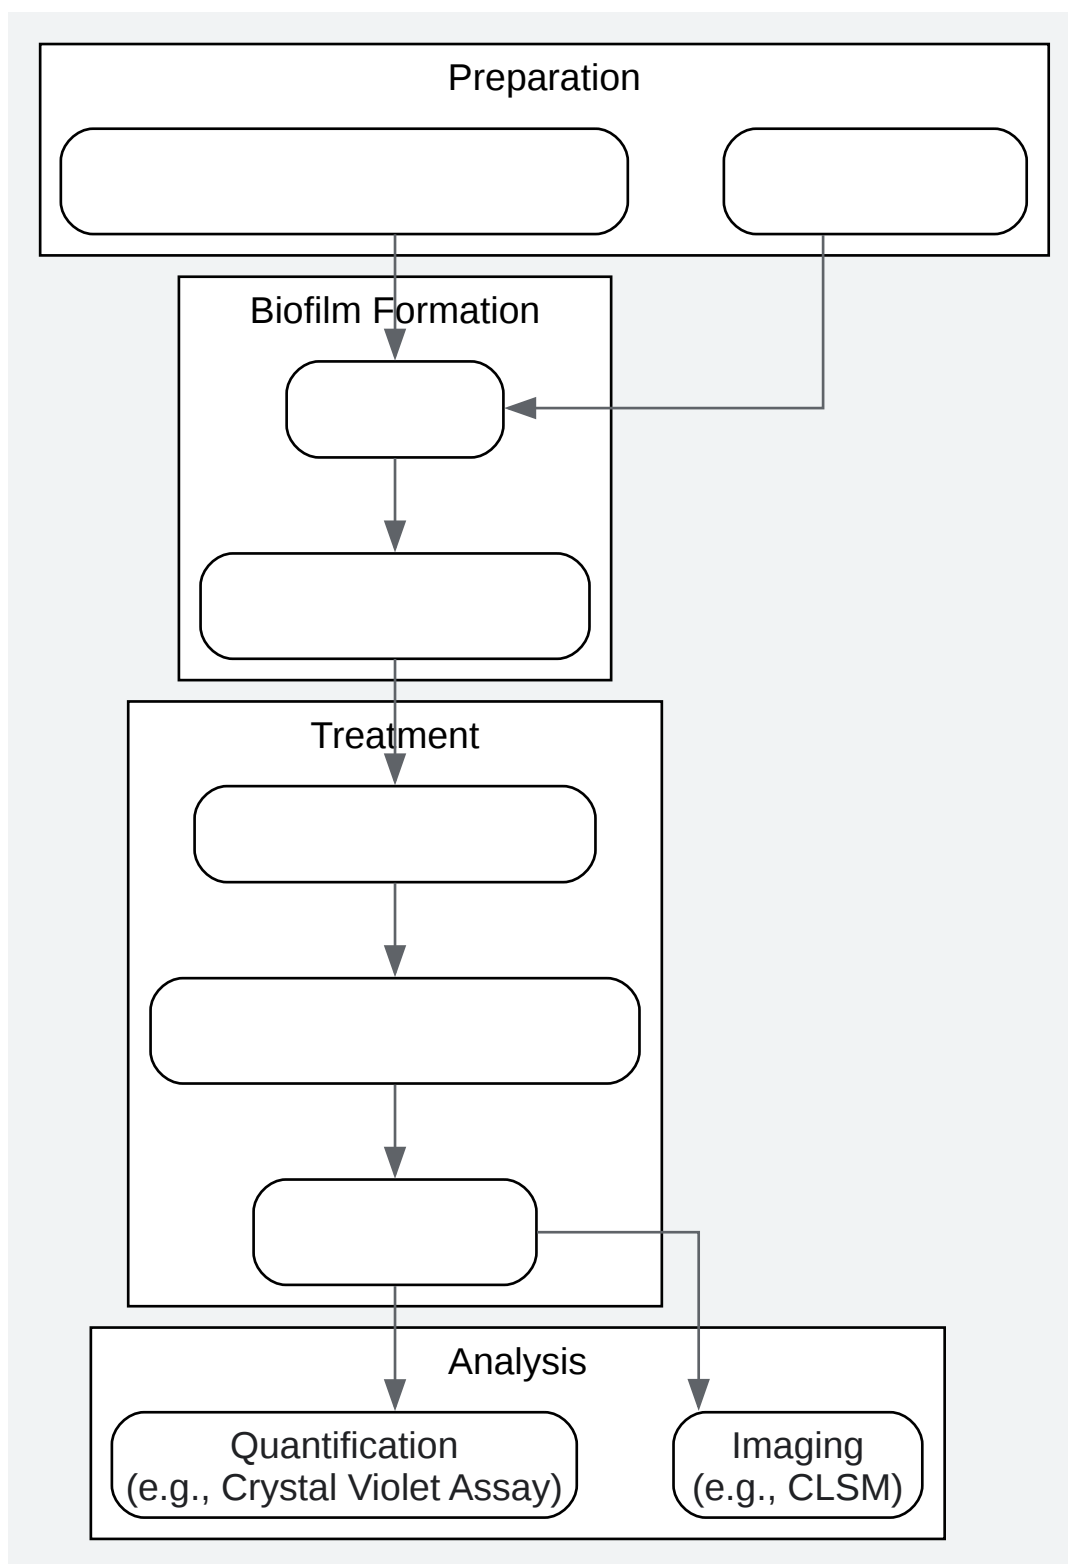 Preparation
Biofilm Formation
Treatment
Analysis
Quantification
(e.g., Crystal Violet Assay)
Imaging
(e.g., CLSM)